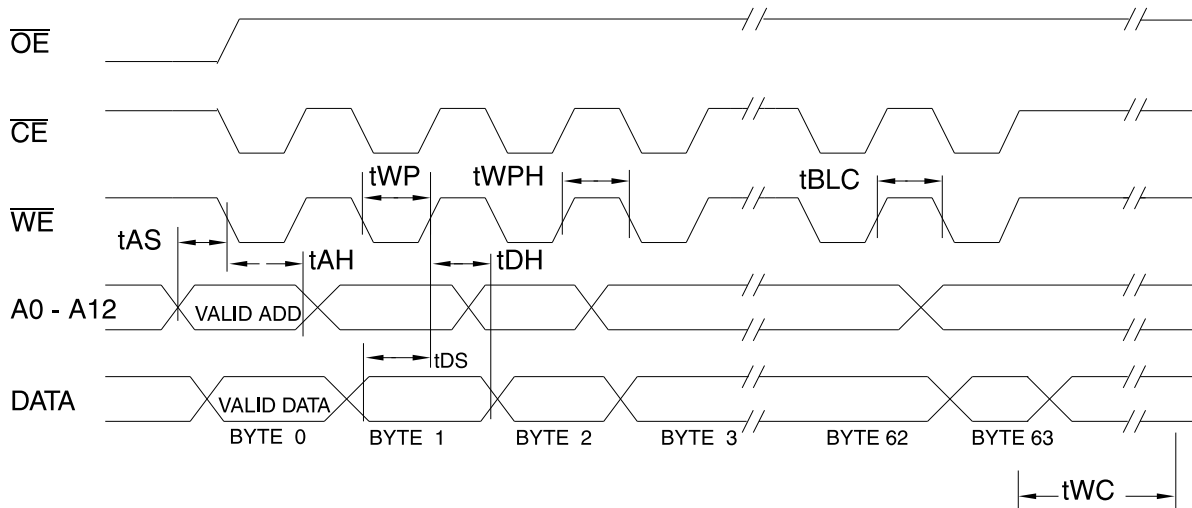 OE
CE
tWP tWPH tBLC
WE
tAS tAH tDH
A0 - A12 VALID ADD
tDS
DATA VALID DATA
BYTE 0 BYTE 1 BYTE 2 BYTE 3 BYTE 62 BYTE 63
tWC